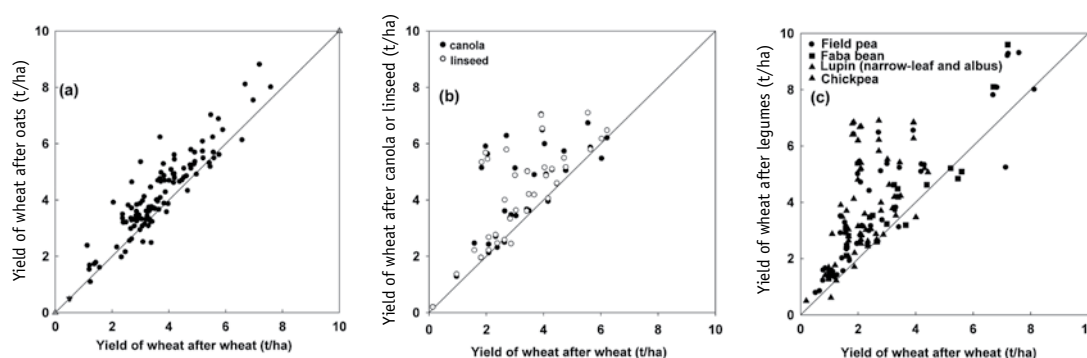 Yield of wheat after oats (t/ha)
10
8
6
4
2
0
(a)
0
2
4
6
8
10
Yield of wheat after wheat (t/ha)
Yield of wheat after canola or linseed (t/ha)
10
8
6
4
2
0
canola
linseed
(b)
0
2
4
6
8
10
Yield of wheat after wheat (t/ha)
Yield of wheat after legumes (t/ha)
10
8
6
4
2
0
Field pea
Faba bean
Lupin (narrow-leaf and albus)
Chickpea
(c)
0
2
4
6
8
Yield of wheat after wheat (t/ha)